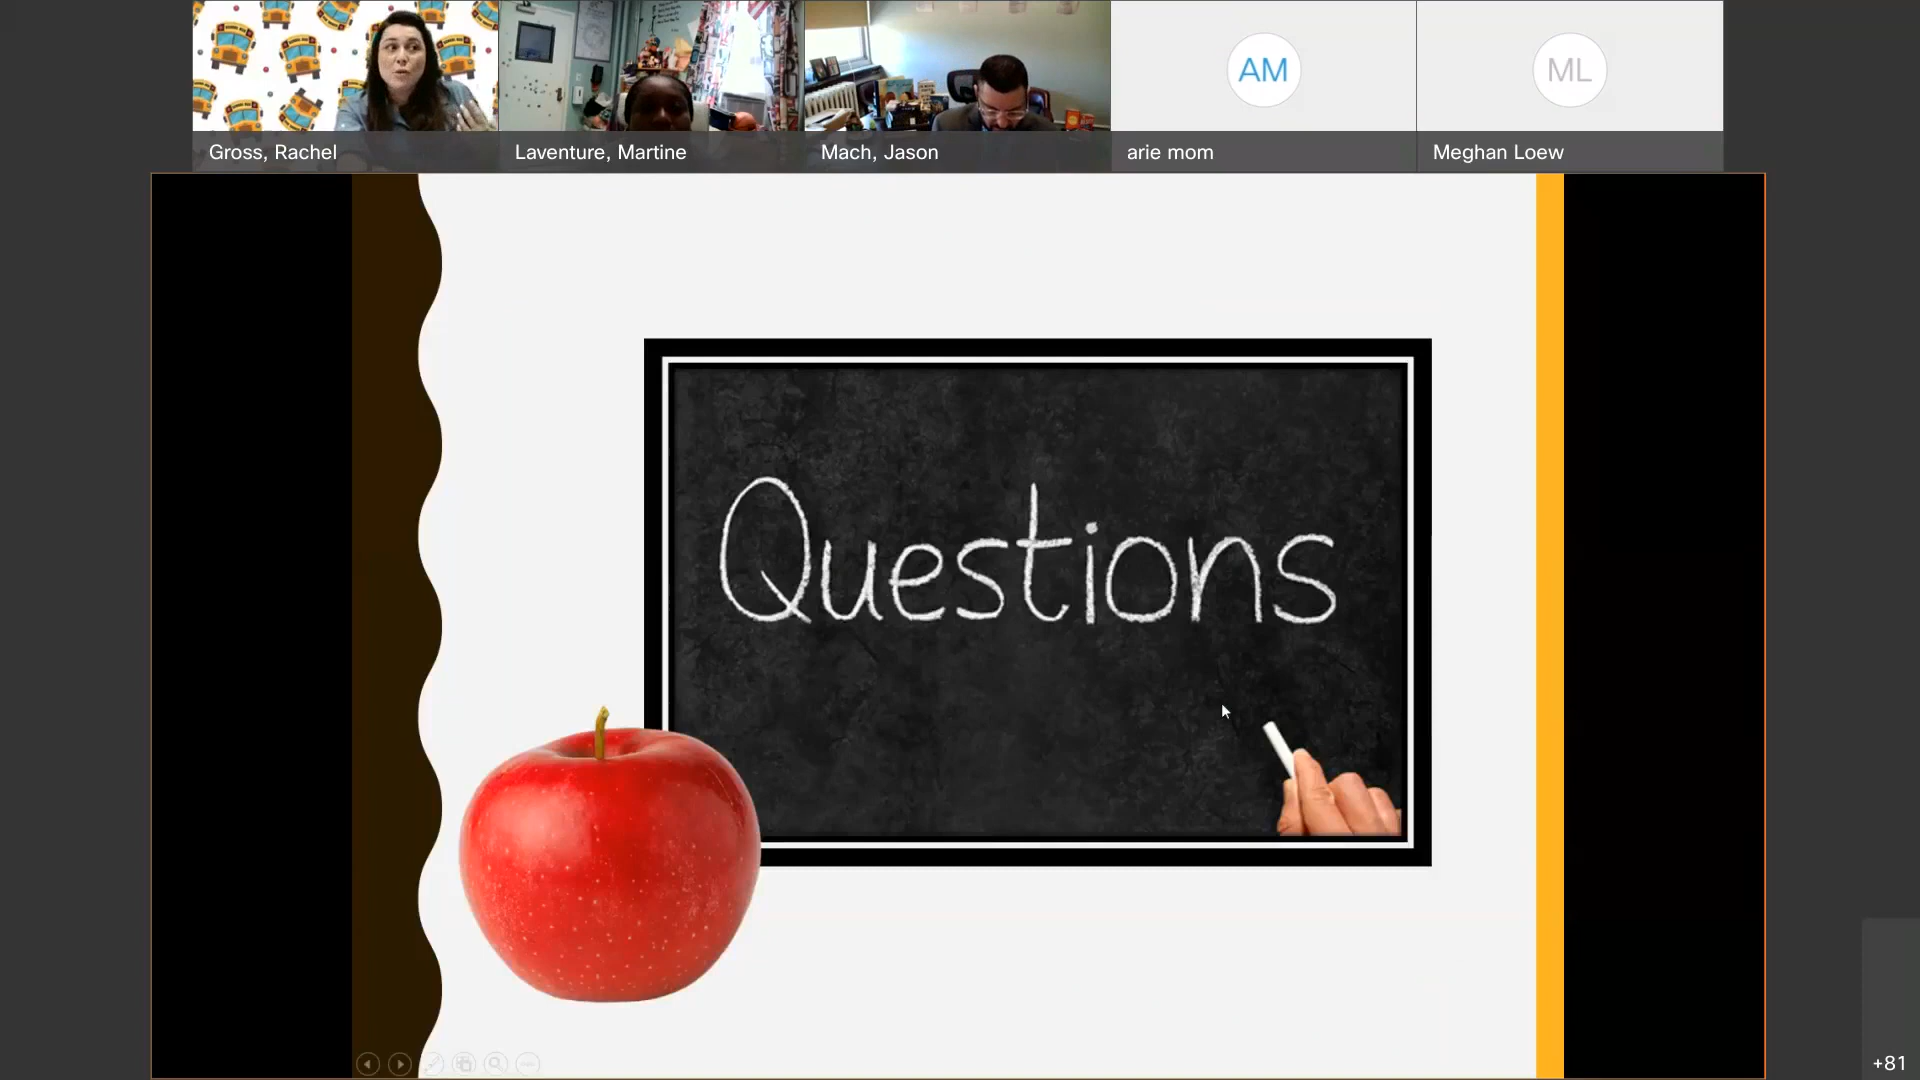 Gross, Rachel
Laventure, Martine
Mach, Jason
AM
arie mom
ML
Meghan Loew
Questions
+81